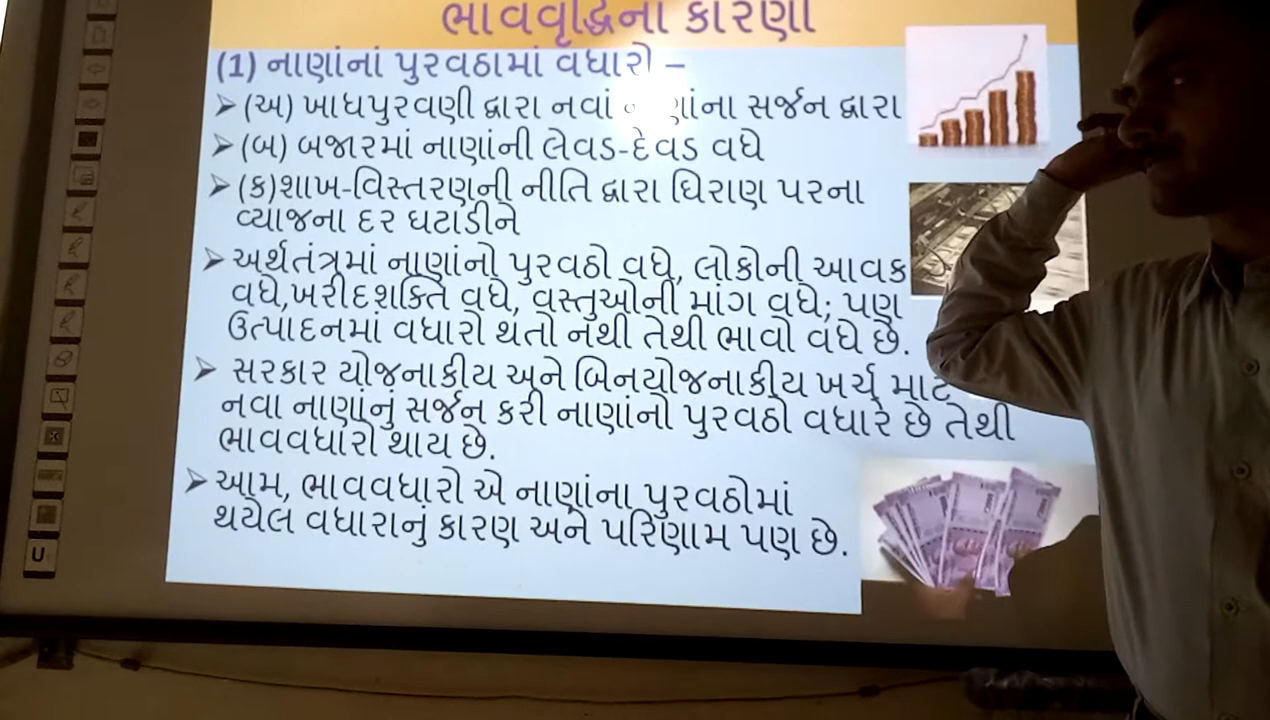 ભાવવૃદ્ધિના કારણો
(1) નાણાંનાં પુરવઠામાં વધારો –
➢ (અ) ખાધપુરવણી દ્વારા નવાં સર્જન દ્વારા
➢ (બ) બજારમાં નાણાંની લેવડ-દેવડ વધે
➢ (ક)શાખ-વિસ્તરણની નીતિ દ્વારા ધિરાણ પરના
વ્યાજના દર ઘટાડીને
➢ અર્થતંત્રમાં નાણાંનો પુરવઠો વધે, લોકોની આવક
વધે,ખરીદશક્તિ વધે, વસ્તુઓની માંગ વધે; પણ
ઉત્પાદનમાં વધારો થતો નથી તેથી ભાવો વધે છે.
➢ સરકાર યોજનાકીય અને બિનયોજનાકીય ખર્ચ માટે
નવા નાણાંનું સર્જન કરી નાણાંનો પુરવઠો વધારે છે તેથી
ભાવવધારો થાય છે.
➢ આમ, ભાવવધારો એ નાણાંના પુરવઠોમાં
થયેલ વધારાનું કારણ અને પરિણામ પણ છે.
U